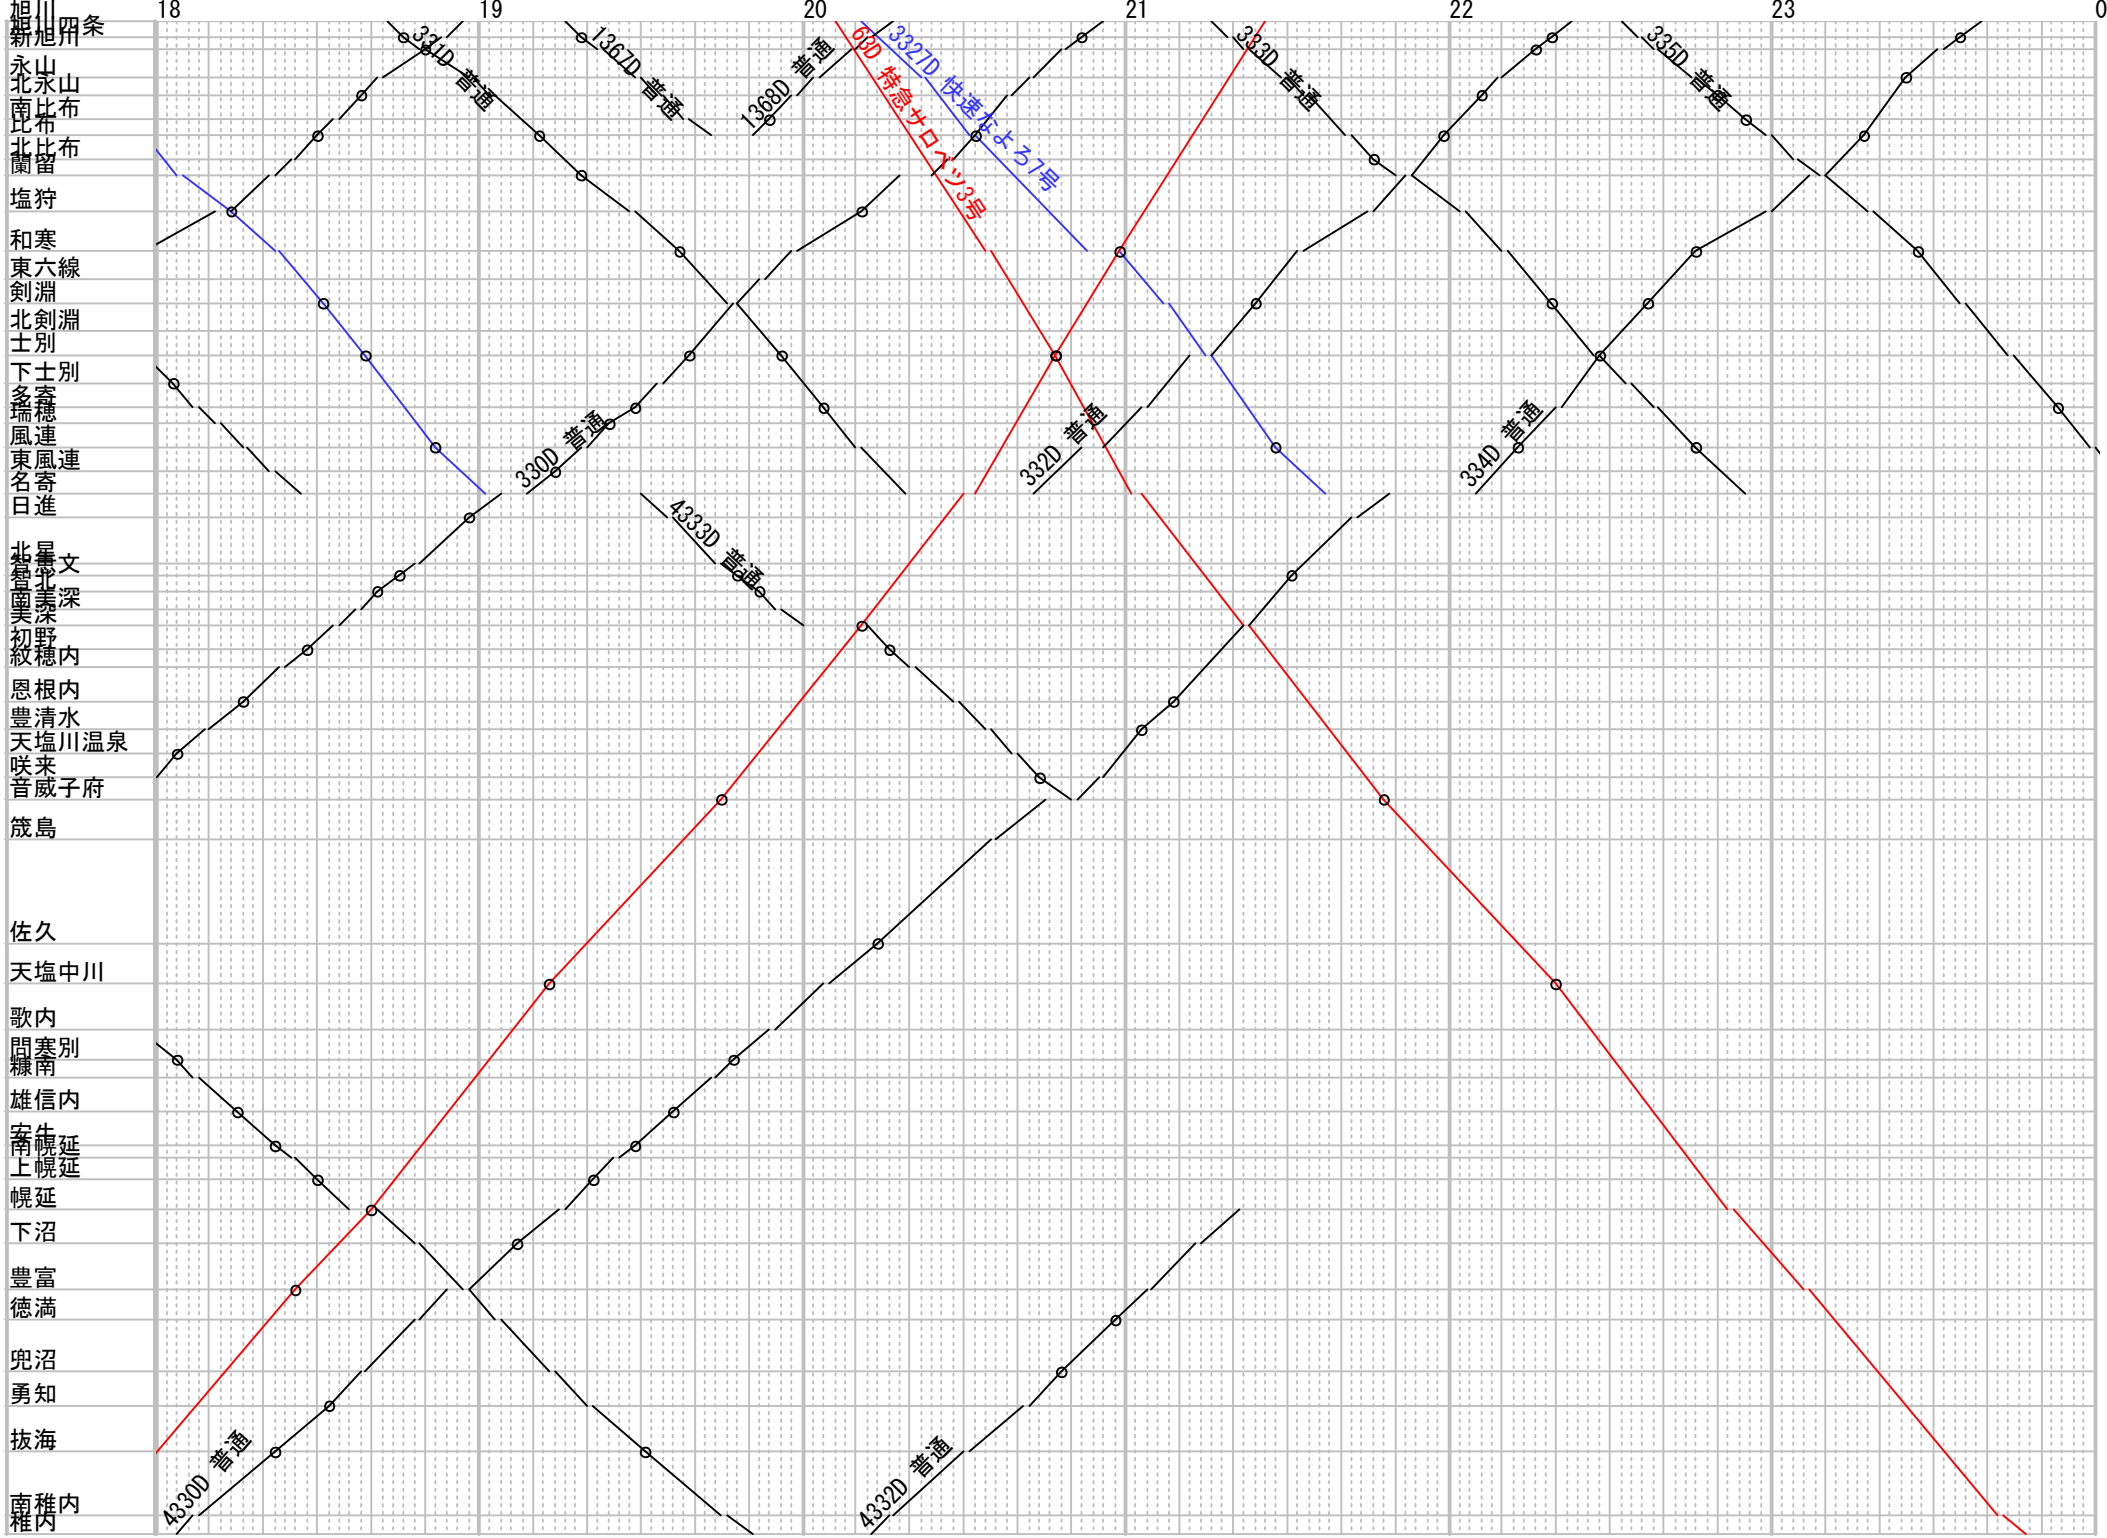 18 19 20 21 22 23 0
旭川
旭川四条
新旭川
永山
北永山
南比布
比布
北比布
蘭留
塩狩
和寒
東六線
剣淵
北剣淵
士別
下士別
多寄
瑞穂
風連
東風連
名寄
日進
北星
智恵文
智北
南美深
美深
初野
紋穂内
恩根内
豊清水
天塩川温泉
咲来
音威子府
筬島
佐久
天塩中川
歌内
問寒別
糠南
雄信内
安牛
南幌延
上幌延
幌延
下沼
豊富
徳満
兜沼
勇知
抜海
南稚内
稚内
331D 普通
1367D 普通
1368D 普通
63D 特急サロベツ3号
3327D 快速なよろ7号
333D 普通
335D 普通
330D 普通
332D 普通
334D 普通
4333D 普通
4330D 普通
4332D 普通